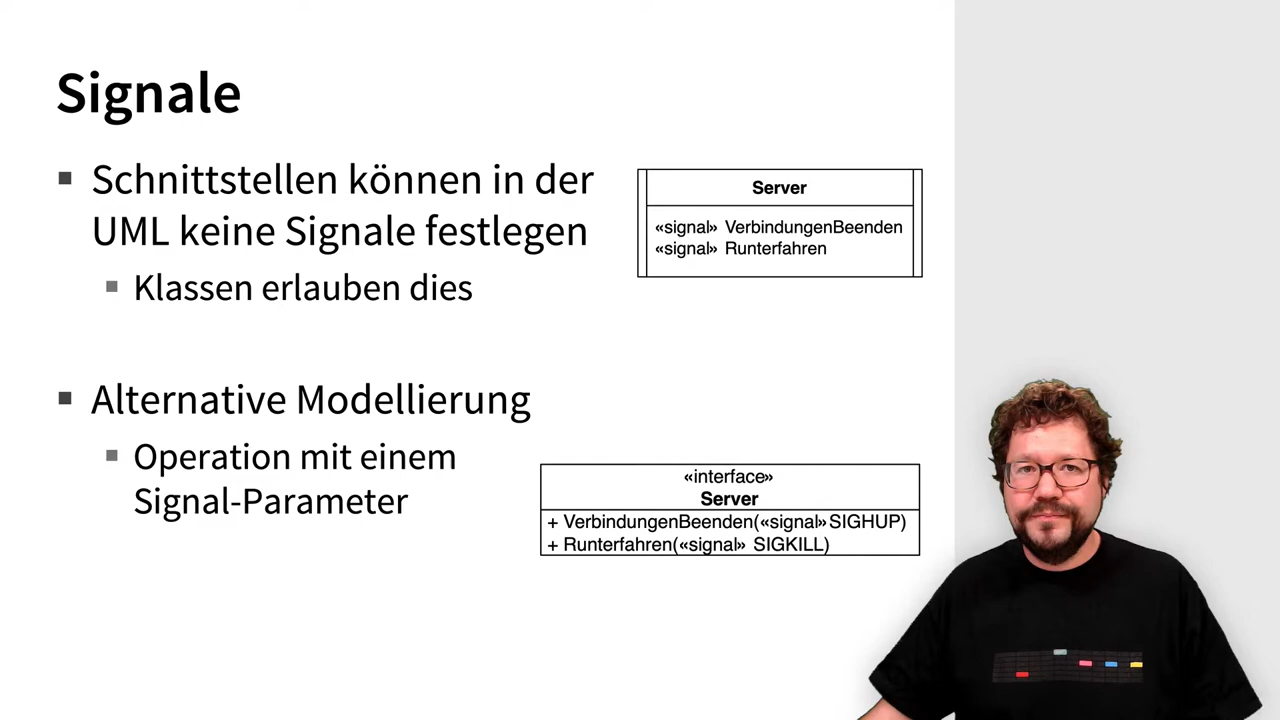 Signale
Schnittstellen können in der
UML keine Signale festlegen
Klassen erlauben dies
Server
«signal» VerbindungenBeenden
«signal» Runterfahren
Alternative Modellierung
Operation mit einem
Signal-Parameter
«interface»
Server
+ VerbindungenBeenden(«signal»SIGHUP)
+ Runterfahren(«signal» SIGKILL)